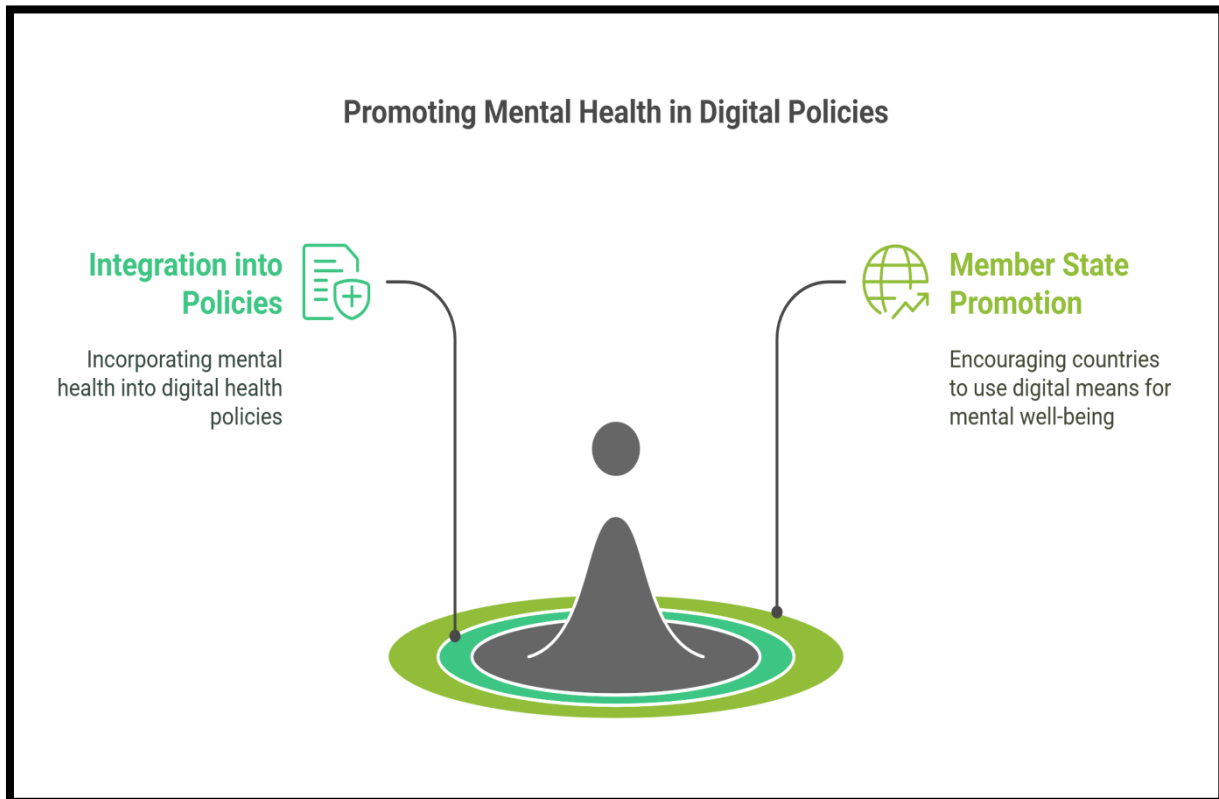 Promoting Mental Health in Digital Policies
Integration into
Policies
Incorporating mental
health into digital health
policies
Member State
Promotion
Encouraging countries
to use digital means for
mental well-being